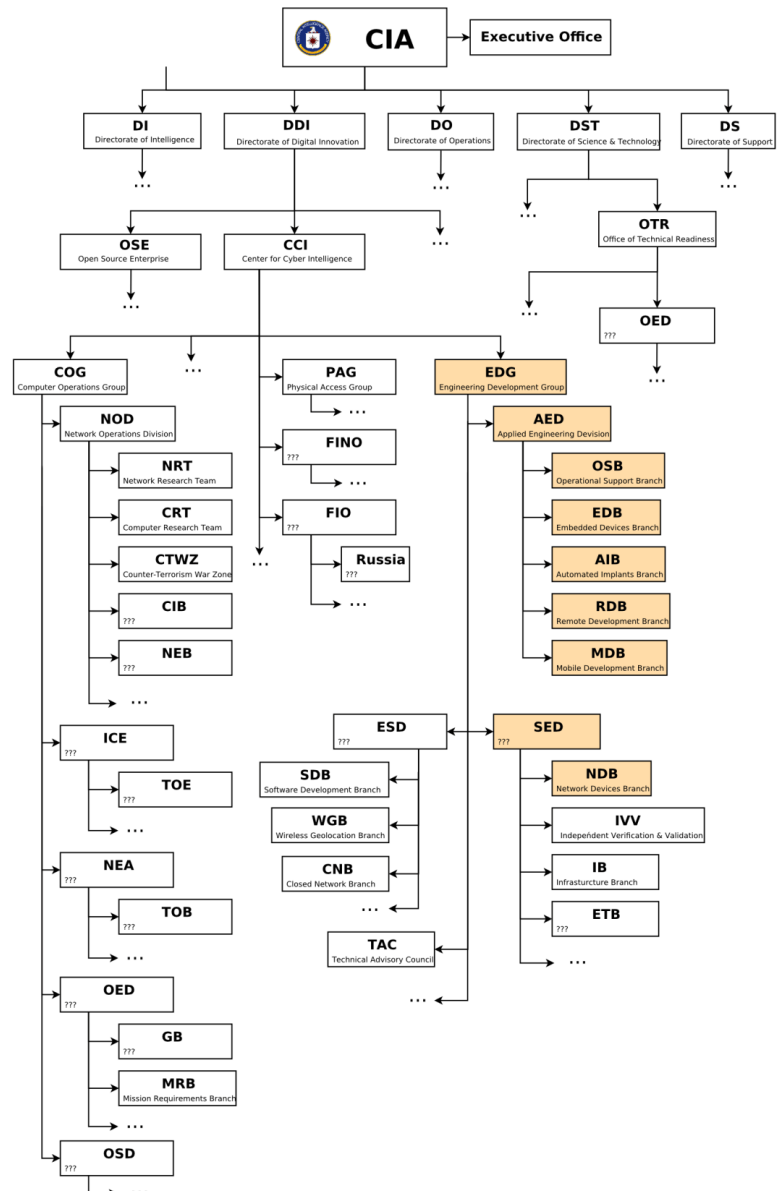 CIA
Executive Office
DI
Directorate of Intelligence
DDI
Directorate of Digital Innovation
DO
Directorate of Operations
DST
Directorate of Science & Technology
DS
Directorate of Support
...
...
...
...
OTR
Office of Technical Readiness
OSE
Open Source Enterprise
CCI
Center for Cyber Intelligence
...
...
...
OED
???
...
COG
Computer Operations Group
...
PAG
Physical Access Group
...
EDG
Engineering Development Group
NOD
Network Operations Division
NRT
Network Research Team
CRT
Computer Research Team
CTWZ
Counter-Terrorism War Zone
CIB
???
NEB
???
...
FINO
???
...
FIO
???
Russia
???
...
...
AED
Applied Engineering Devision
OSB
Operational Support Branch
EDB
Embedded Devices Branch
AIB
Automated Implants Branch
RDB
Remote Development Branch
MDB
Mobile Development Branch
ICE
???
TOE
???
...
ESD
???
SDB
Software Development Branch
WGB
Wireless Geolocation Branch
CNB
Closed Network Branch
...
SED
???
NDB
Network Devices Branch
IVV
Independent Verification & Validation
IB
Infrasturcture Branch
ETB
???
...
TAC
Technical Advisory Council
...
NEA
???
TOB
???
...
OED
???
GB
???
MRB
Mission Requirements Branch
...
OSD
???
...